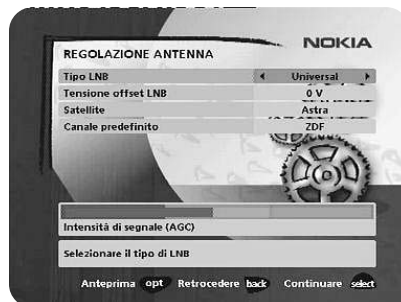 NOKIA
REGOLAZIONE ANTENNA
Tipo LNB Universal
Tensione offset LNB 0 V
Satellite Astra
Canale predefinito ZDF
Intensità di segnale (AGC)
Selezionare il tipo di LNB
Anteprima opt Retrocedere back Continuare select